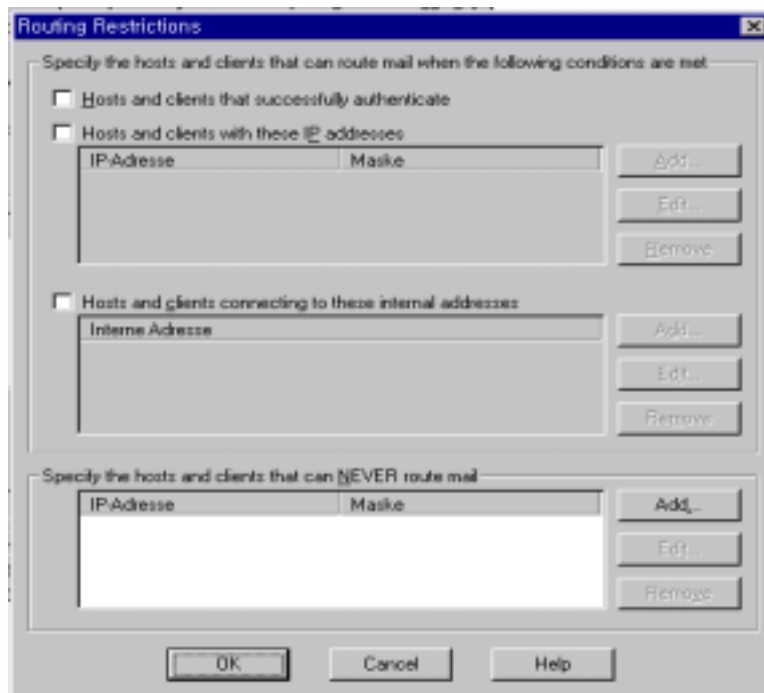 Routing Restrictions
Specify the hosts and clients that can route mail when the following conditions are met
Hosts and clients that successfully authenticate
Hosts and clients with these IP addresses
IP-Adresse Maske
Add...
Edit...
Remove
Hosts and clients connecting to these internal addresses
Interne Adresse
Add...
Edit...
Remove
Specify the hosts and clients that can NEVER route mail
IP-Adresse Maske
Add...
Edit...
Remove
OK Cancel Help